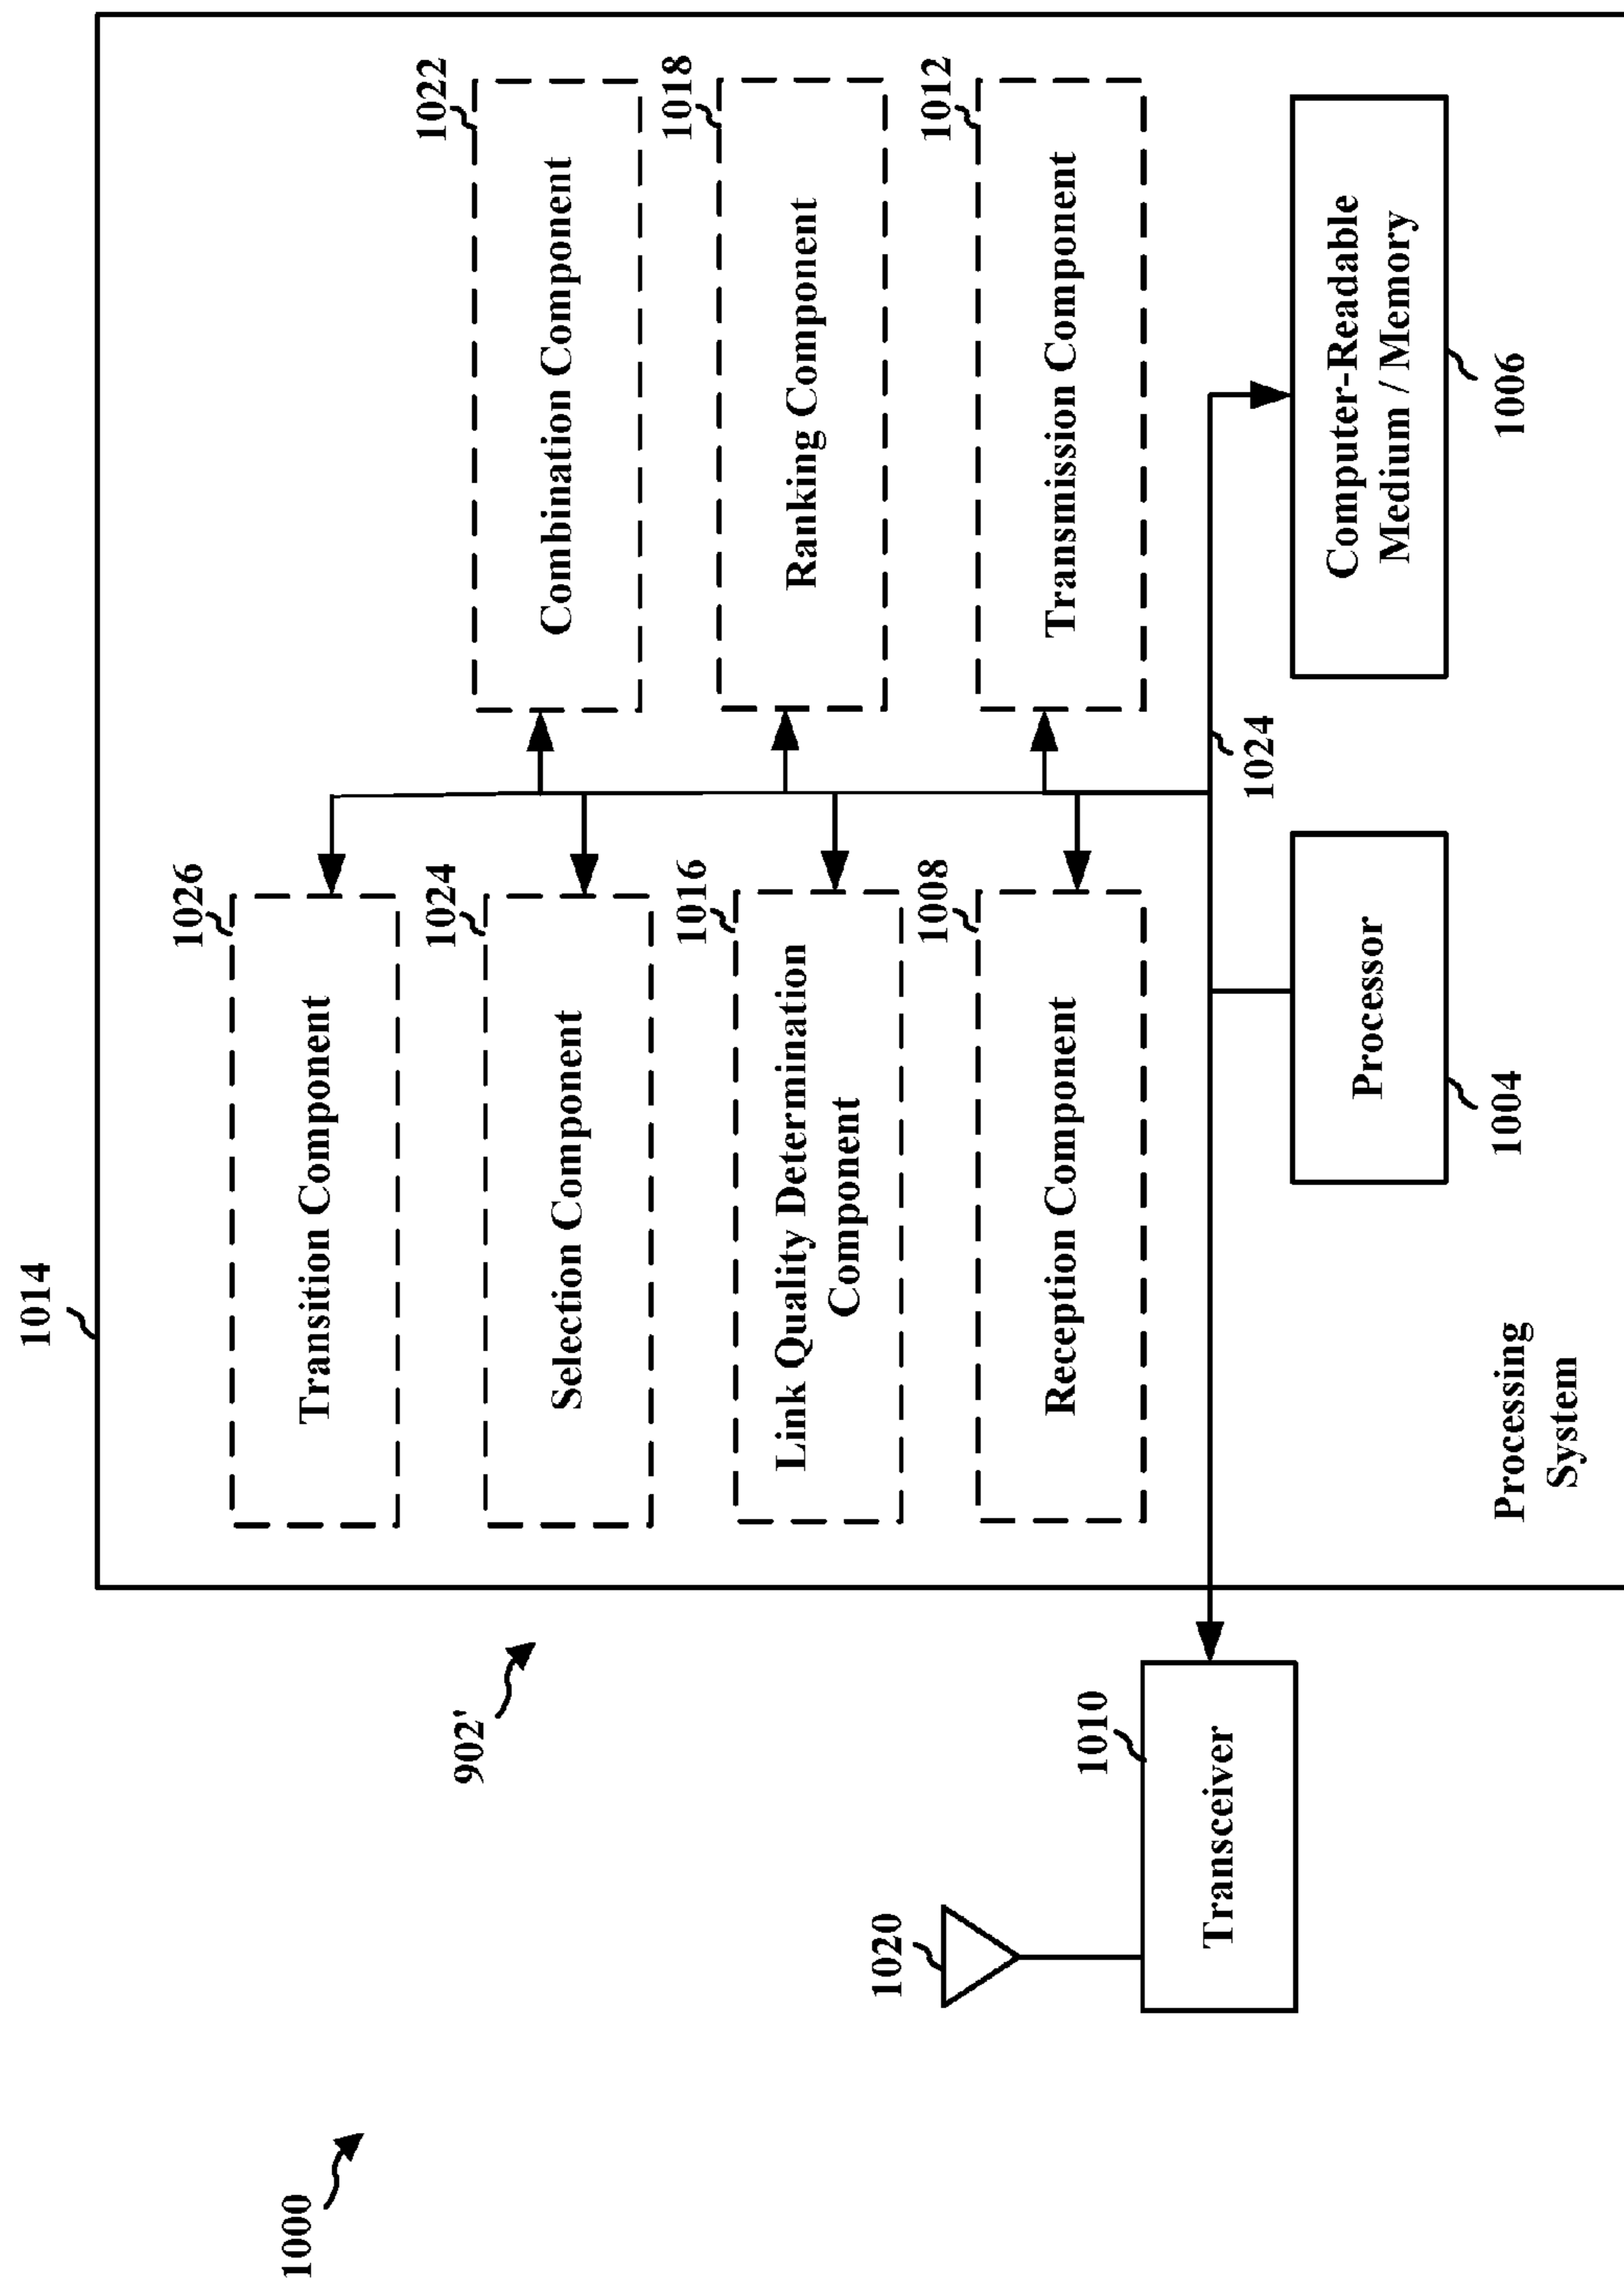 1000
902'
1014
1026
Transition Component
1024
Selection Component
1022
Combination Component
1016
Link Quality Determination
Component
1018
Ranking Component
1008
Reception Component
1012
Transmission Component
1020
1010
Transceiver
1024
Processor
1004
Computer-Readable
Medium / Memory
1006
Processing
System